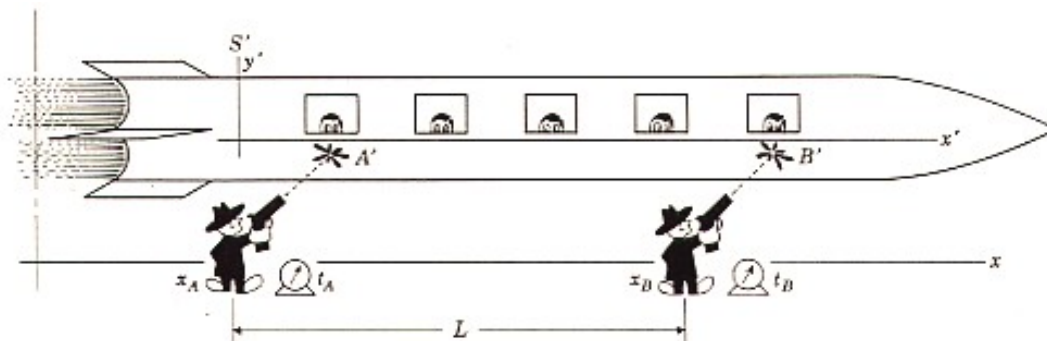 S'
y'
x'
A' B'
x_A t_A x_B t_B x
L